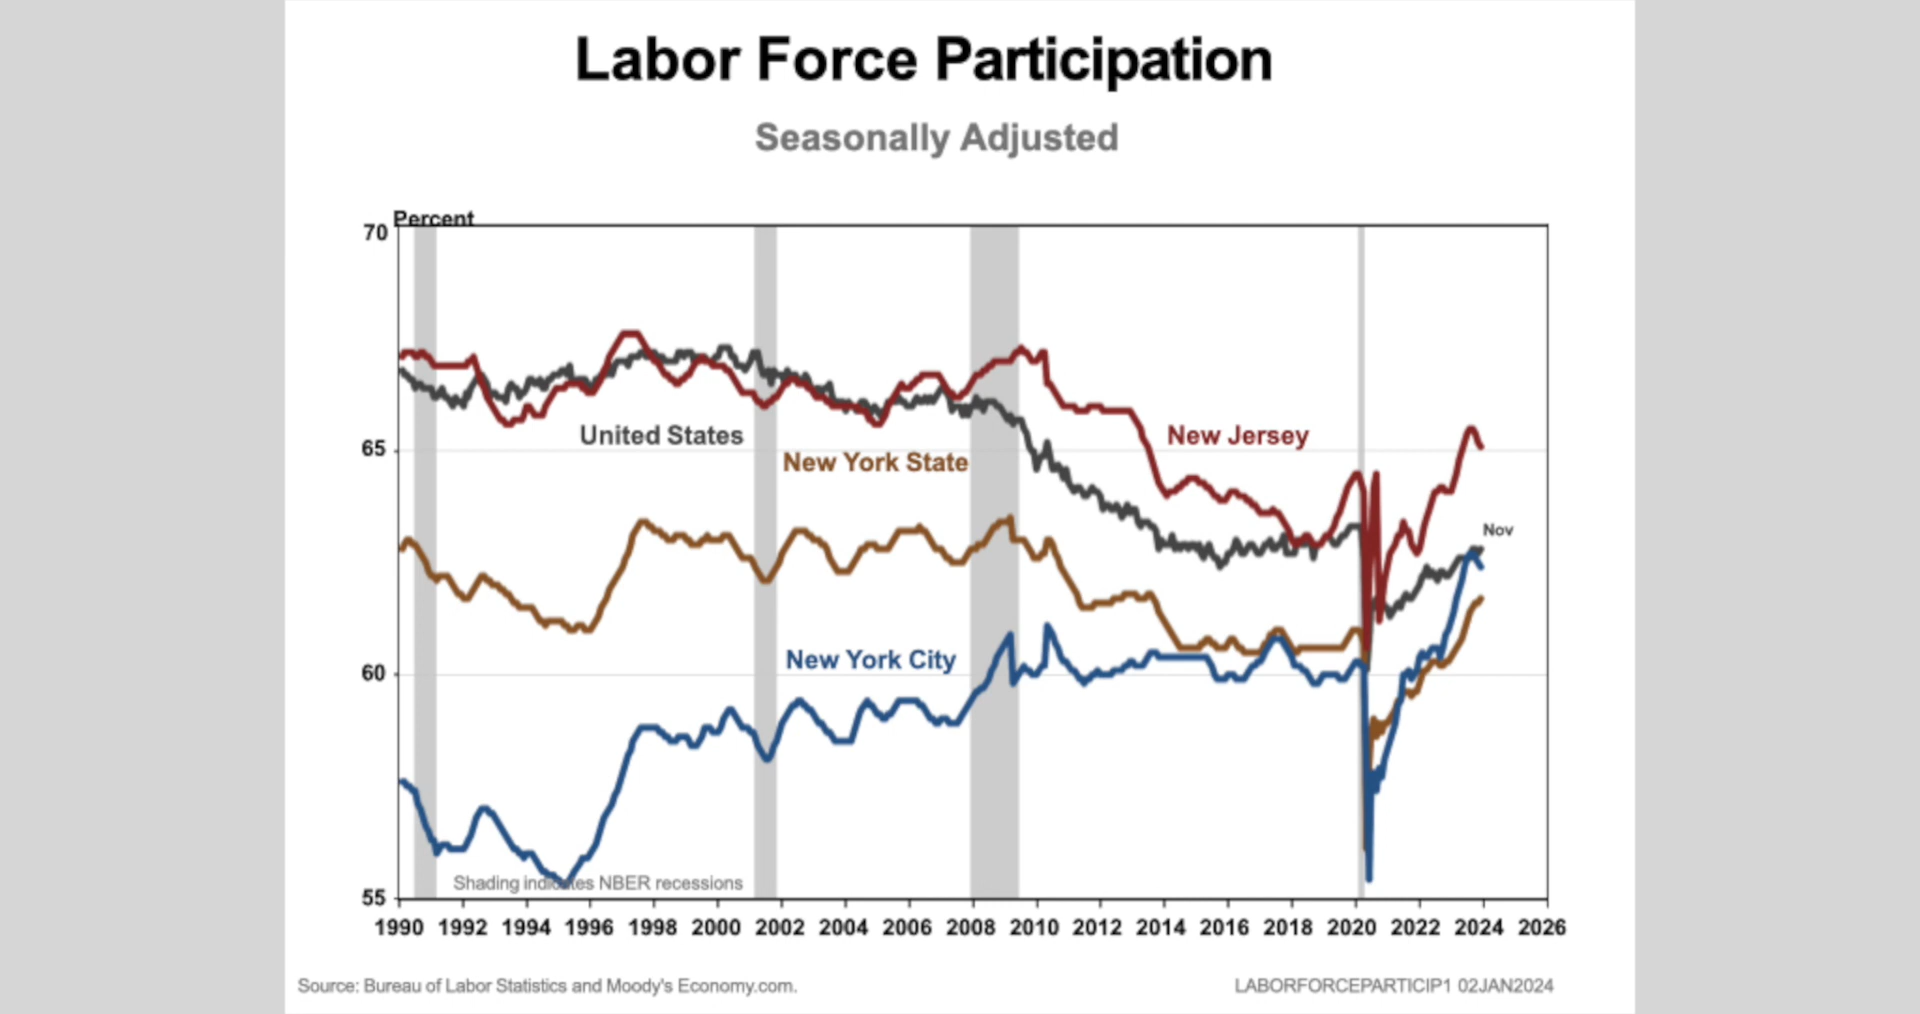 Labor Force Participation
Seasonally Adjusted
Percent
70
65
60
55
United States
New York State
New Jersey
Nov
New York City
Shading indicates NBER recessions
1990 1992 1994 1996 1998 2000 2002 2004 2006 2008 2010 2012 2014 2016 2018 2020 2022 2024 2026
Source: Bureau of Labor Statistics and Moody's Economy.com.
LABORFORCEPARTICIP1 02JAN2024